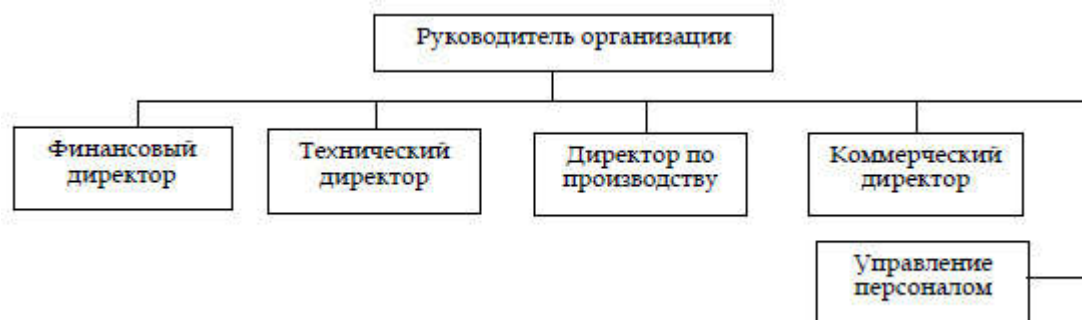 Руководитель организации
Финансовый
директор
Технический
директор
Директор по
производству
Коммерческий
директор
Управление
персоналом